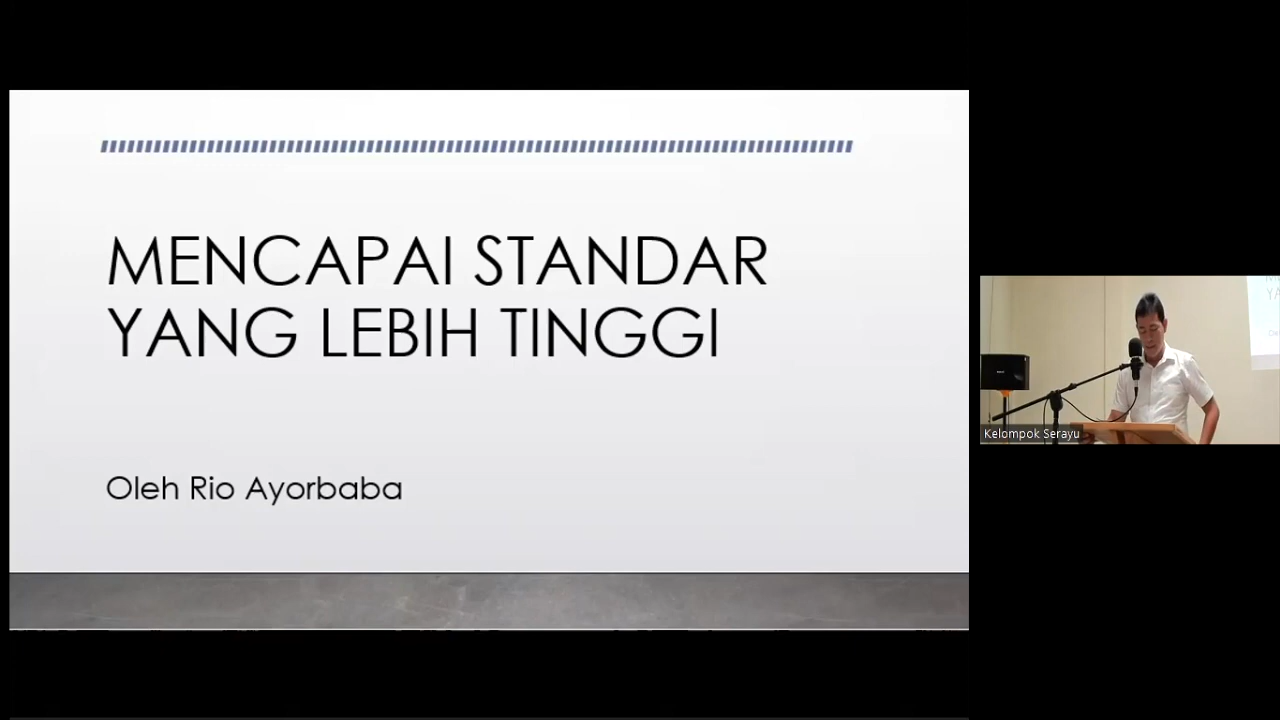 MENCAPAI STANDAR
YANG LEBIH TINGGI
Oleh Rio Ayorbaba
Kelompok Serayu